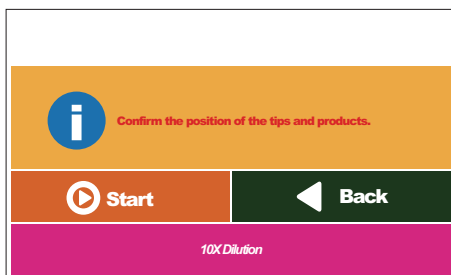 Confirm the position of the tips and products.
Start
Back
10X Dilution